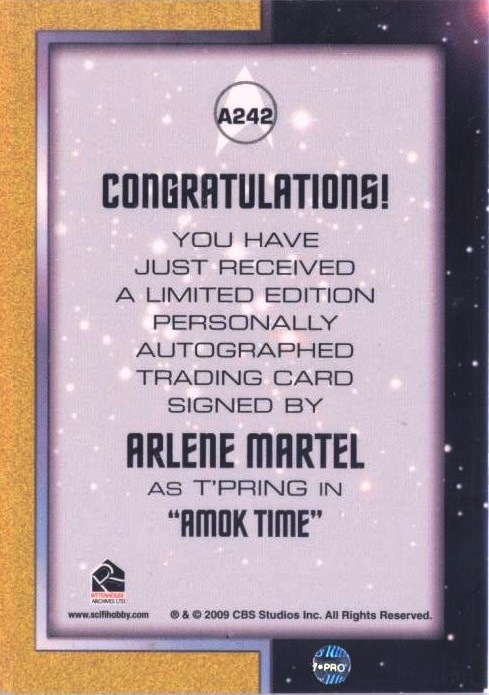 A242
CONGRATULATIONS!
YOU HAVE
JUST RECEIVED
A LIMITED EDITION
PERSONALLY
AUTOGRAPHED
TRADING CARD
SIGNED BY
ARLENE MARTEL
AS T'PRING IN
“AMOK TIME”
RITTENHOUSE
ARCHIVES LTD
www.scifihobby.com ® & © 2009 CBS Studios Inc. All Rights Reserved.
PRO